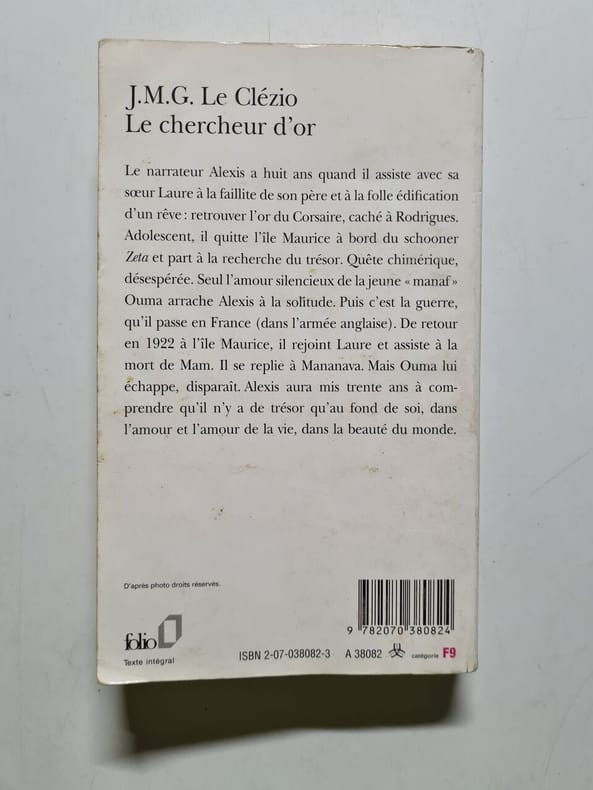 J.M.G. Le Clézio
Le chercheur d'or
Le narrateur Alexis a huit ans quand il assiste avec sa
sœur Laure à la faillite de son père et à la folle édification
d'un rêve : retrouver l'or du Corsaire, caché à Rodrigues.
Adolescent, il quitte l'île Maurice à bord du schooner
Zeta et part à la recherche du trésor. Quête chimérique,
désespérée. Seul l'amour silencieux de la jeune « manaf »
Ouma arrache Alexis à la solitude. Puis c'est la guerre,
qu'il passe en France (dans l'armée anglaise). De retour
en 1922 à l'île Maurice, il rejoint Laure et assiste à la
mort de Mam. Il se replie à Mananava. Mais Ouma lui
échappe, disparaît. Alexis aura mis trente ans à com-
prendre qu'il n'y a de trésor qu'au fond de soi, dans
l'amour et l'amour de la vie, dans la beauté du monde.
D'après photo droits réservés.
9 782070 380824
folio
Texte intégral
ISBN 2-07-038082-3 A 38082 catégorie F9